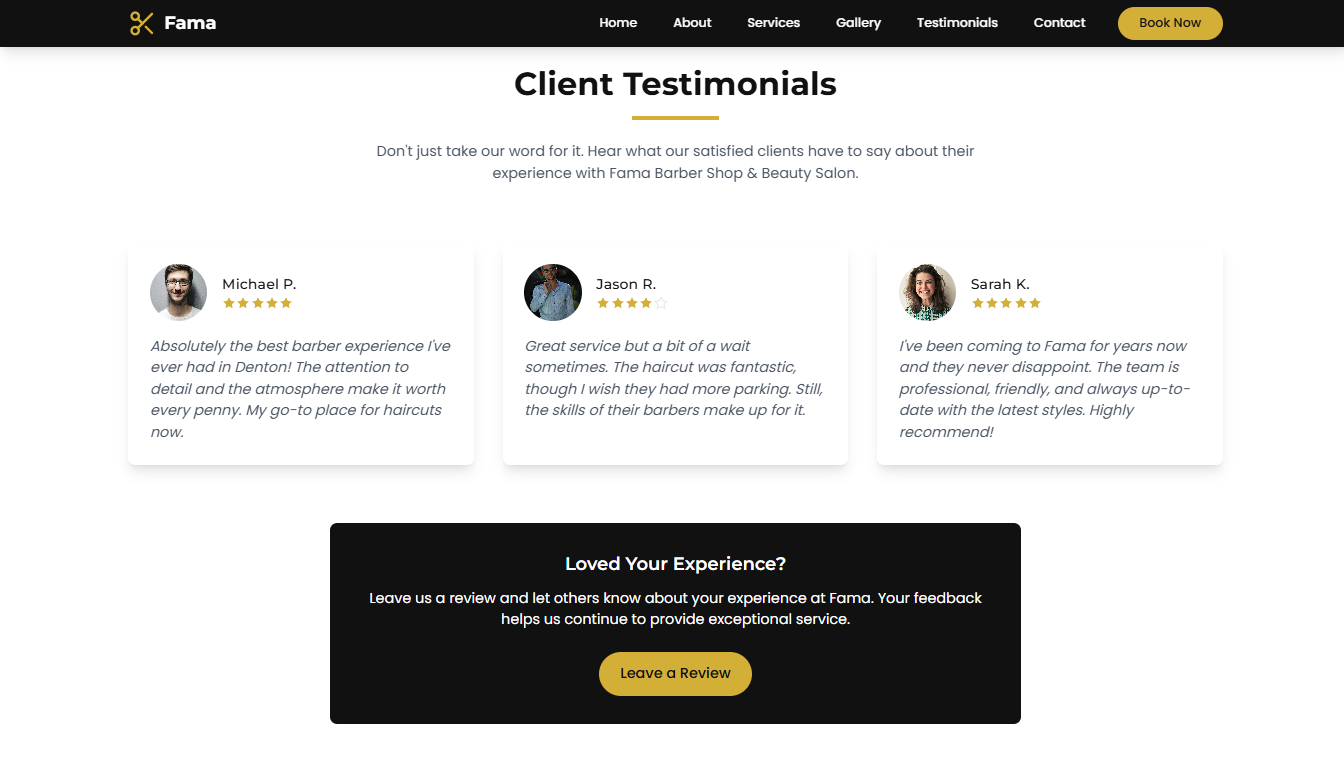 Fama
Home
About
Services
Gallery
Testimonials
Contact
Book Now
Client Testimonials
Don't just take our word for it. Hear what our satisfied clients have to say about their
experience with Fama Barber Shop & Beauty Salon.
Michael P.
Absolutely the best barber experience I've
ever had in Denton! The attention to
detail and the atmosphere make it worth
every penny. My go-to place for haircuts
now.
Jason R.
Great service but a bit of a wait
sometimes. The haircut was fantastic,
though I wish they had more parking. Still,
the skills of their barbers make up for it.
Sarah K.
I've been coming to Fama for years now
and they never disappoint. The team is
professional, friendly, and always up-to-
date with the latest styles. Highly
recommend!
Loved Your Experience?
Leave us a review and let others know about your experience at Fama. Your feedback
helps us continue to provide exceptional service.
Leave a Review